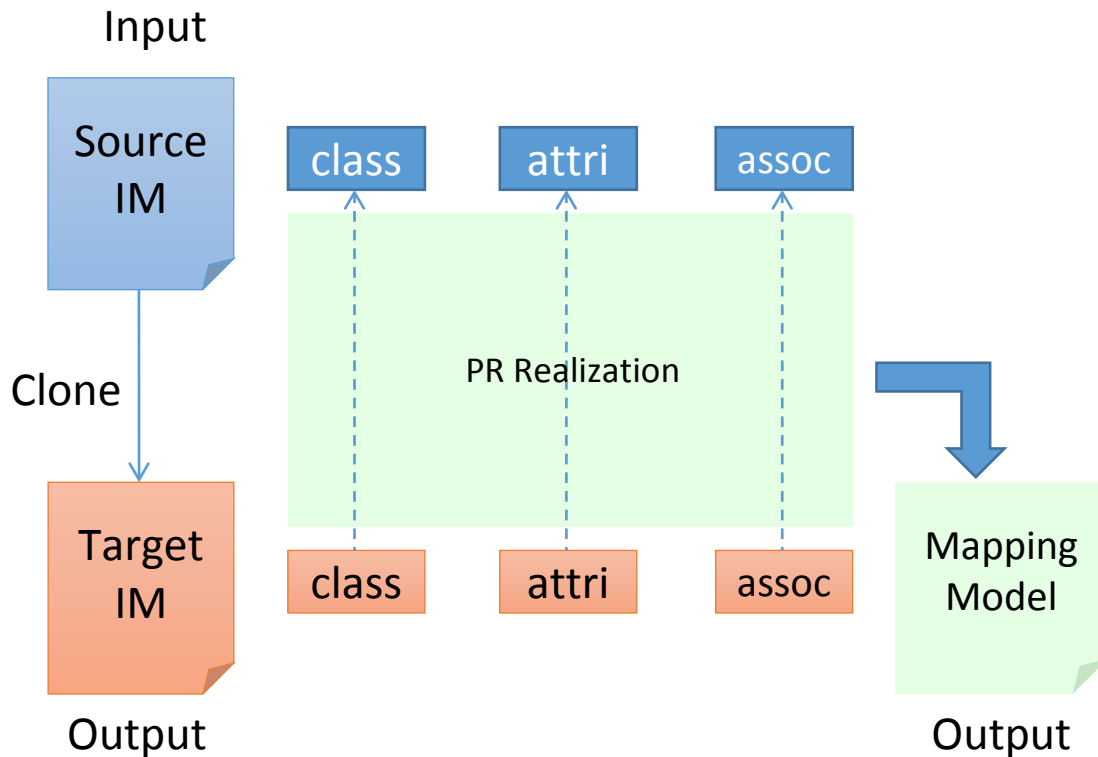 Input
Source
IM
class
attri
assoc
PR Realization
Clone
Target
IM
class
attri
assoc
Mapping
Model
Output
Output